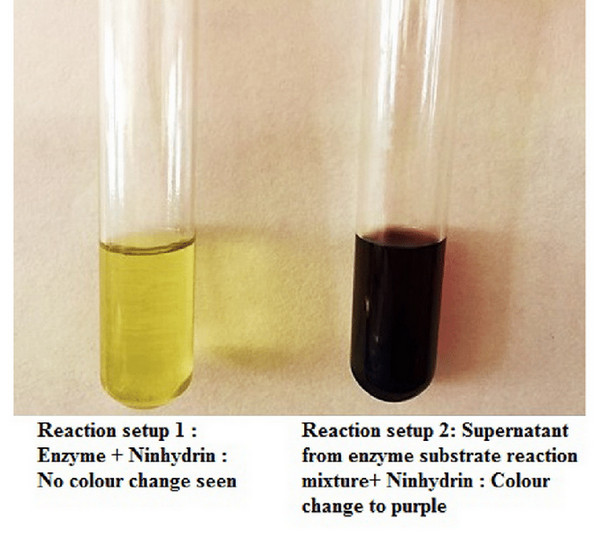 Reaction setup 1 :
Enzyme + Ninhydrin :
No colour change seen
Reaction setup 2: Supernatant
from enzyme substrate reaction
mixture+ Ninhydrin : Colour
change to purple